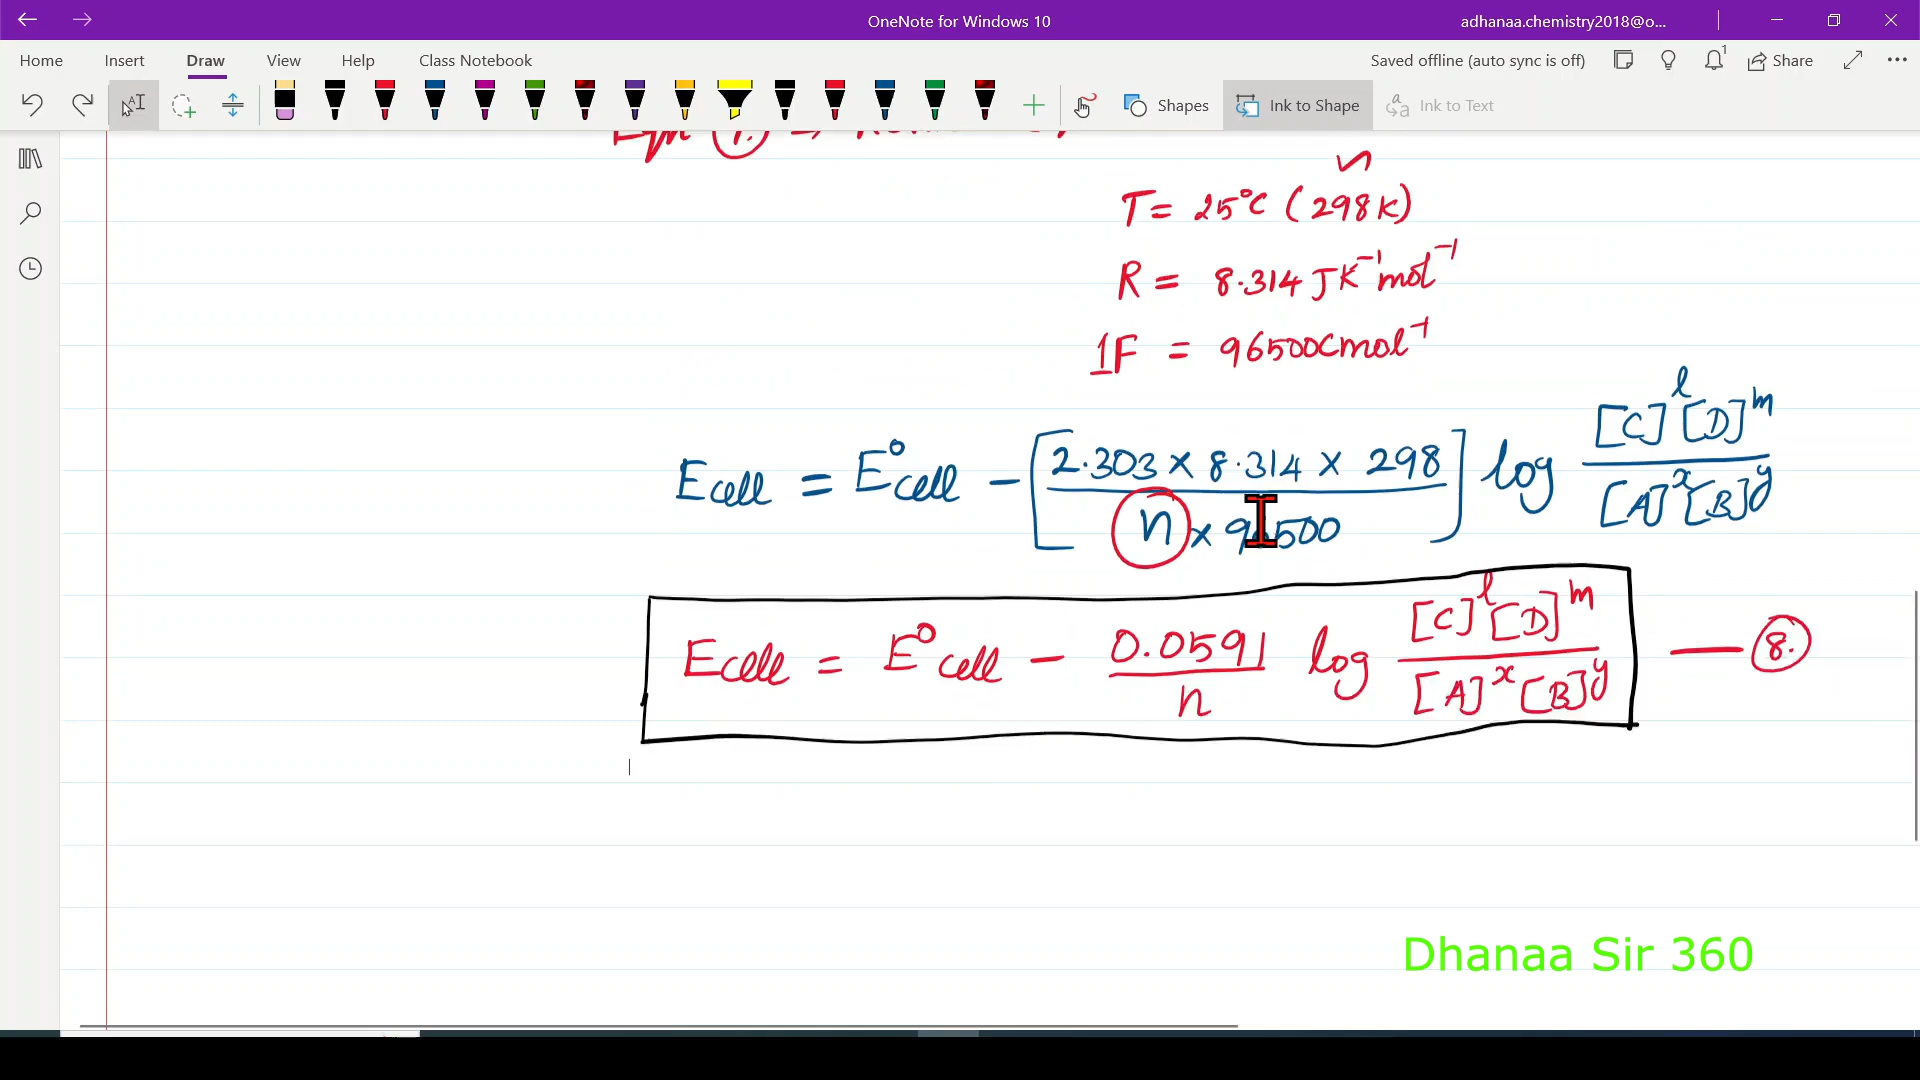 OneNote for Windows 10
adhanaa.chemistry2018@o...
Home Insert Draw View Help Class Notebook
Saved offline (auto sync is off) 1 Share
Shapes Ink to Shape Ink to Text
T = 25°C (298K)
R = 8.314 JK⁻¹mol⁻¹
1F = 96500Cmol⁻¹
Ecell = E°cell - [2.303 x 8.314 x 298 / n x 96500] log [C]^l [D]^m / [A]^x [B]^y
Ecell = E°cell - 0.0591 / n log [C]^l [D]^m / [A]^x [B]^y — 8.
Dhanaa Sir 360